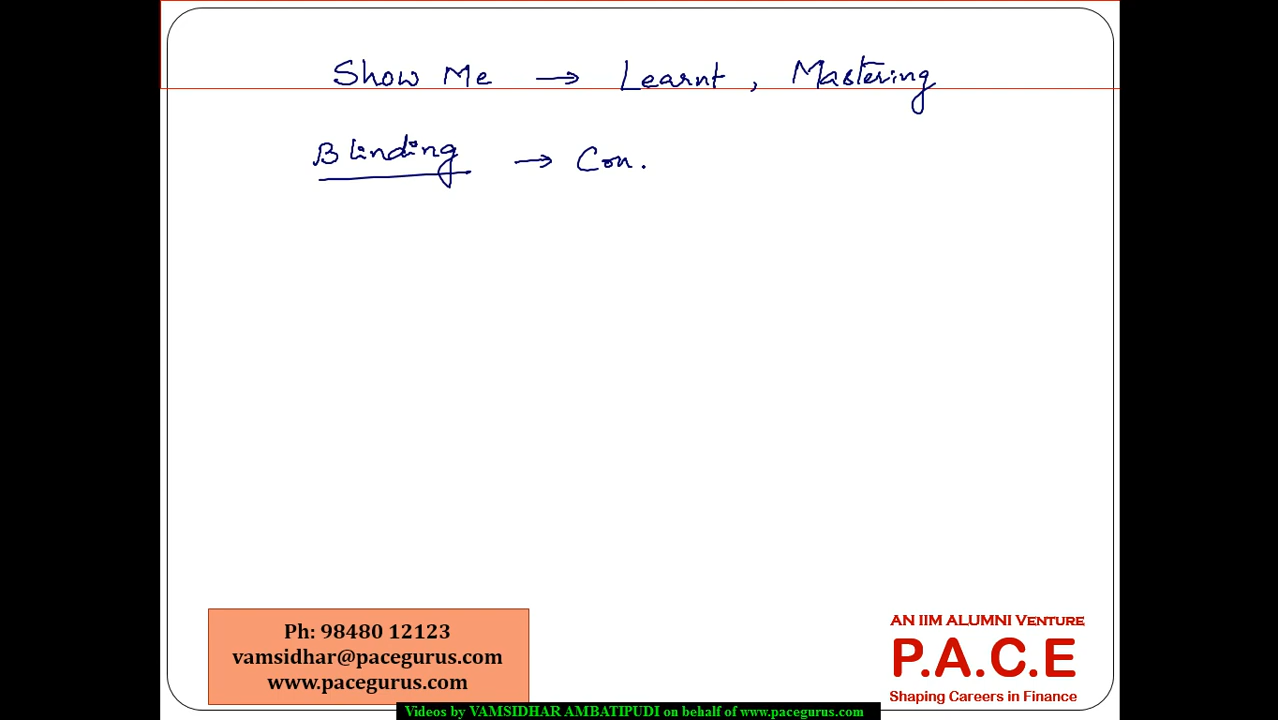 Show Me → Learnt, Mastering
Blinding → Con.
Ph: 98480 12123
vamsidhar@pacegurus.com
www.pacegurus.com
AN IIM ALUMNI VENTURE
P.A.C.E
Shaping Careers in Finance
Videos by VAMSIDHAR AMBATIPUDI on behalf of www.pacegurus.com